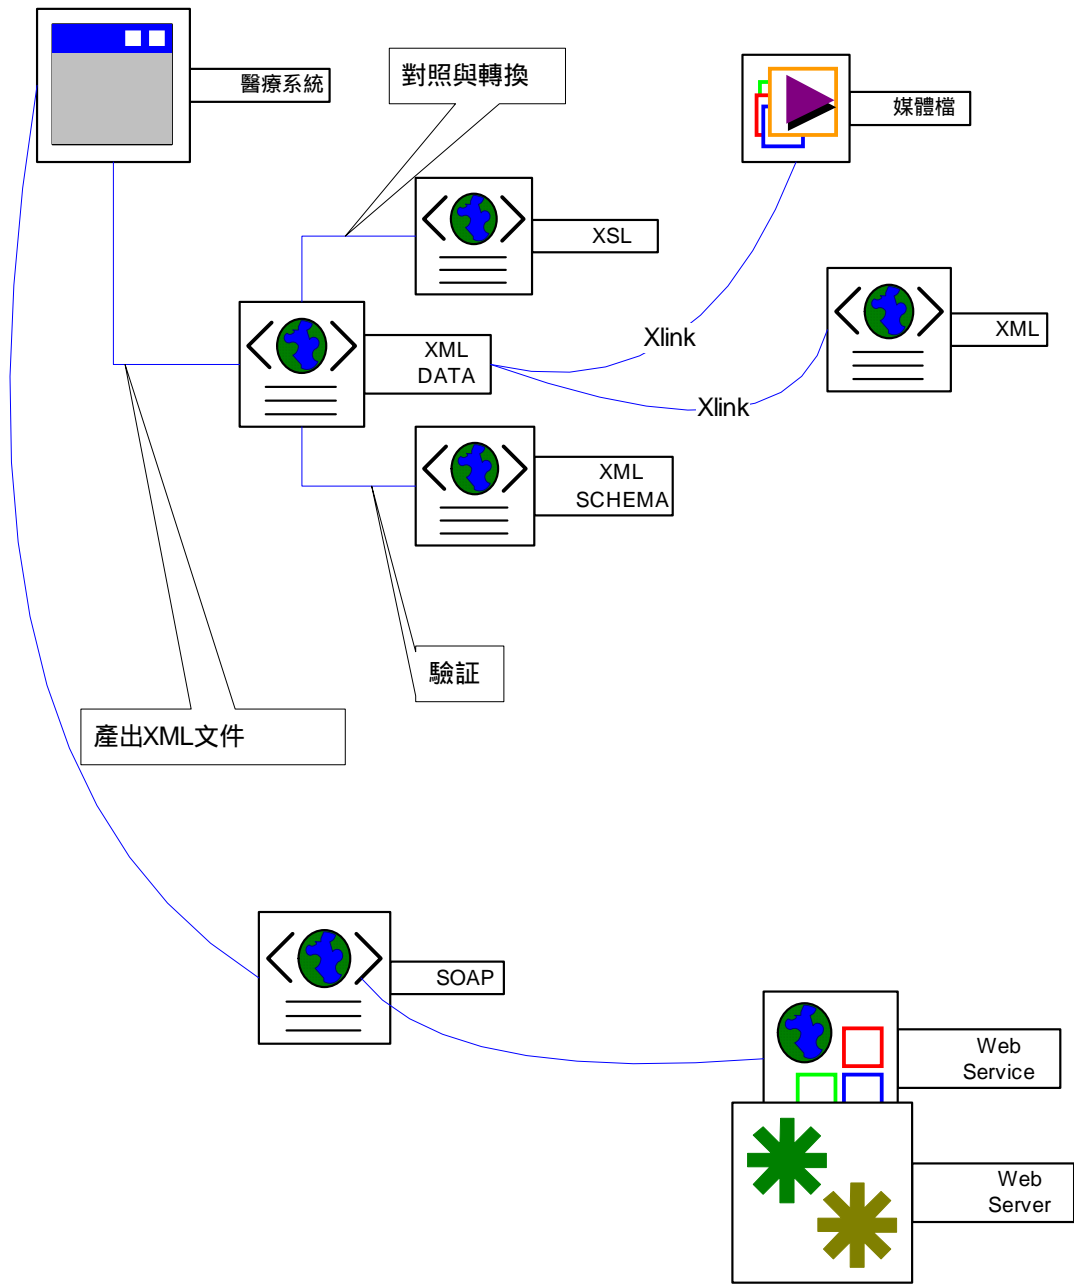 醫療系統
對照與轉換
媒體檔
XSL
XML
Xlink
XML
DATA
Xlink
XML
SCHEMA
驗証
產出XML文件
SOAP
Web
Service
Web
Server